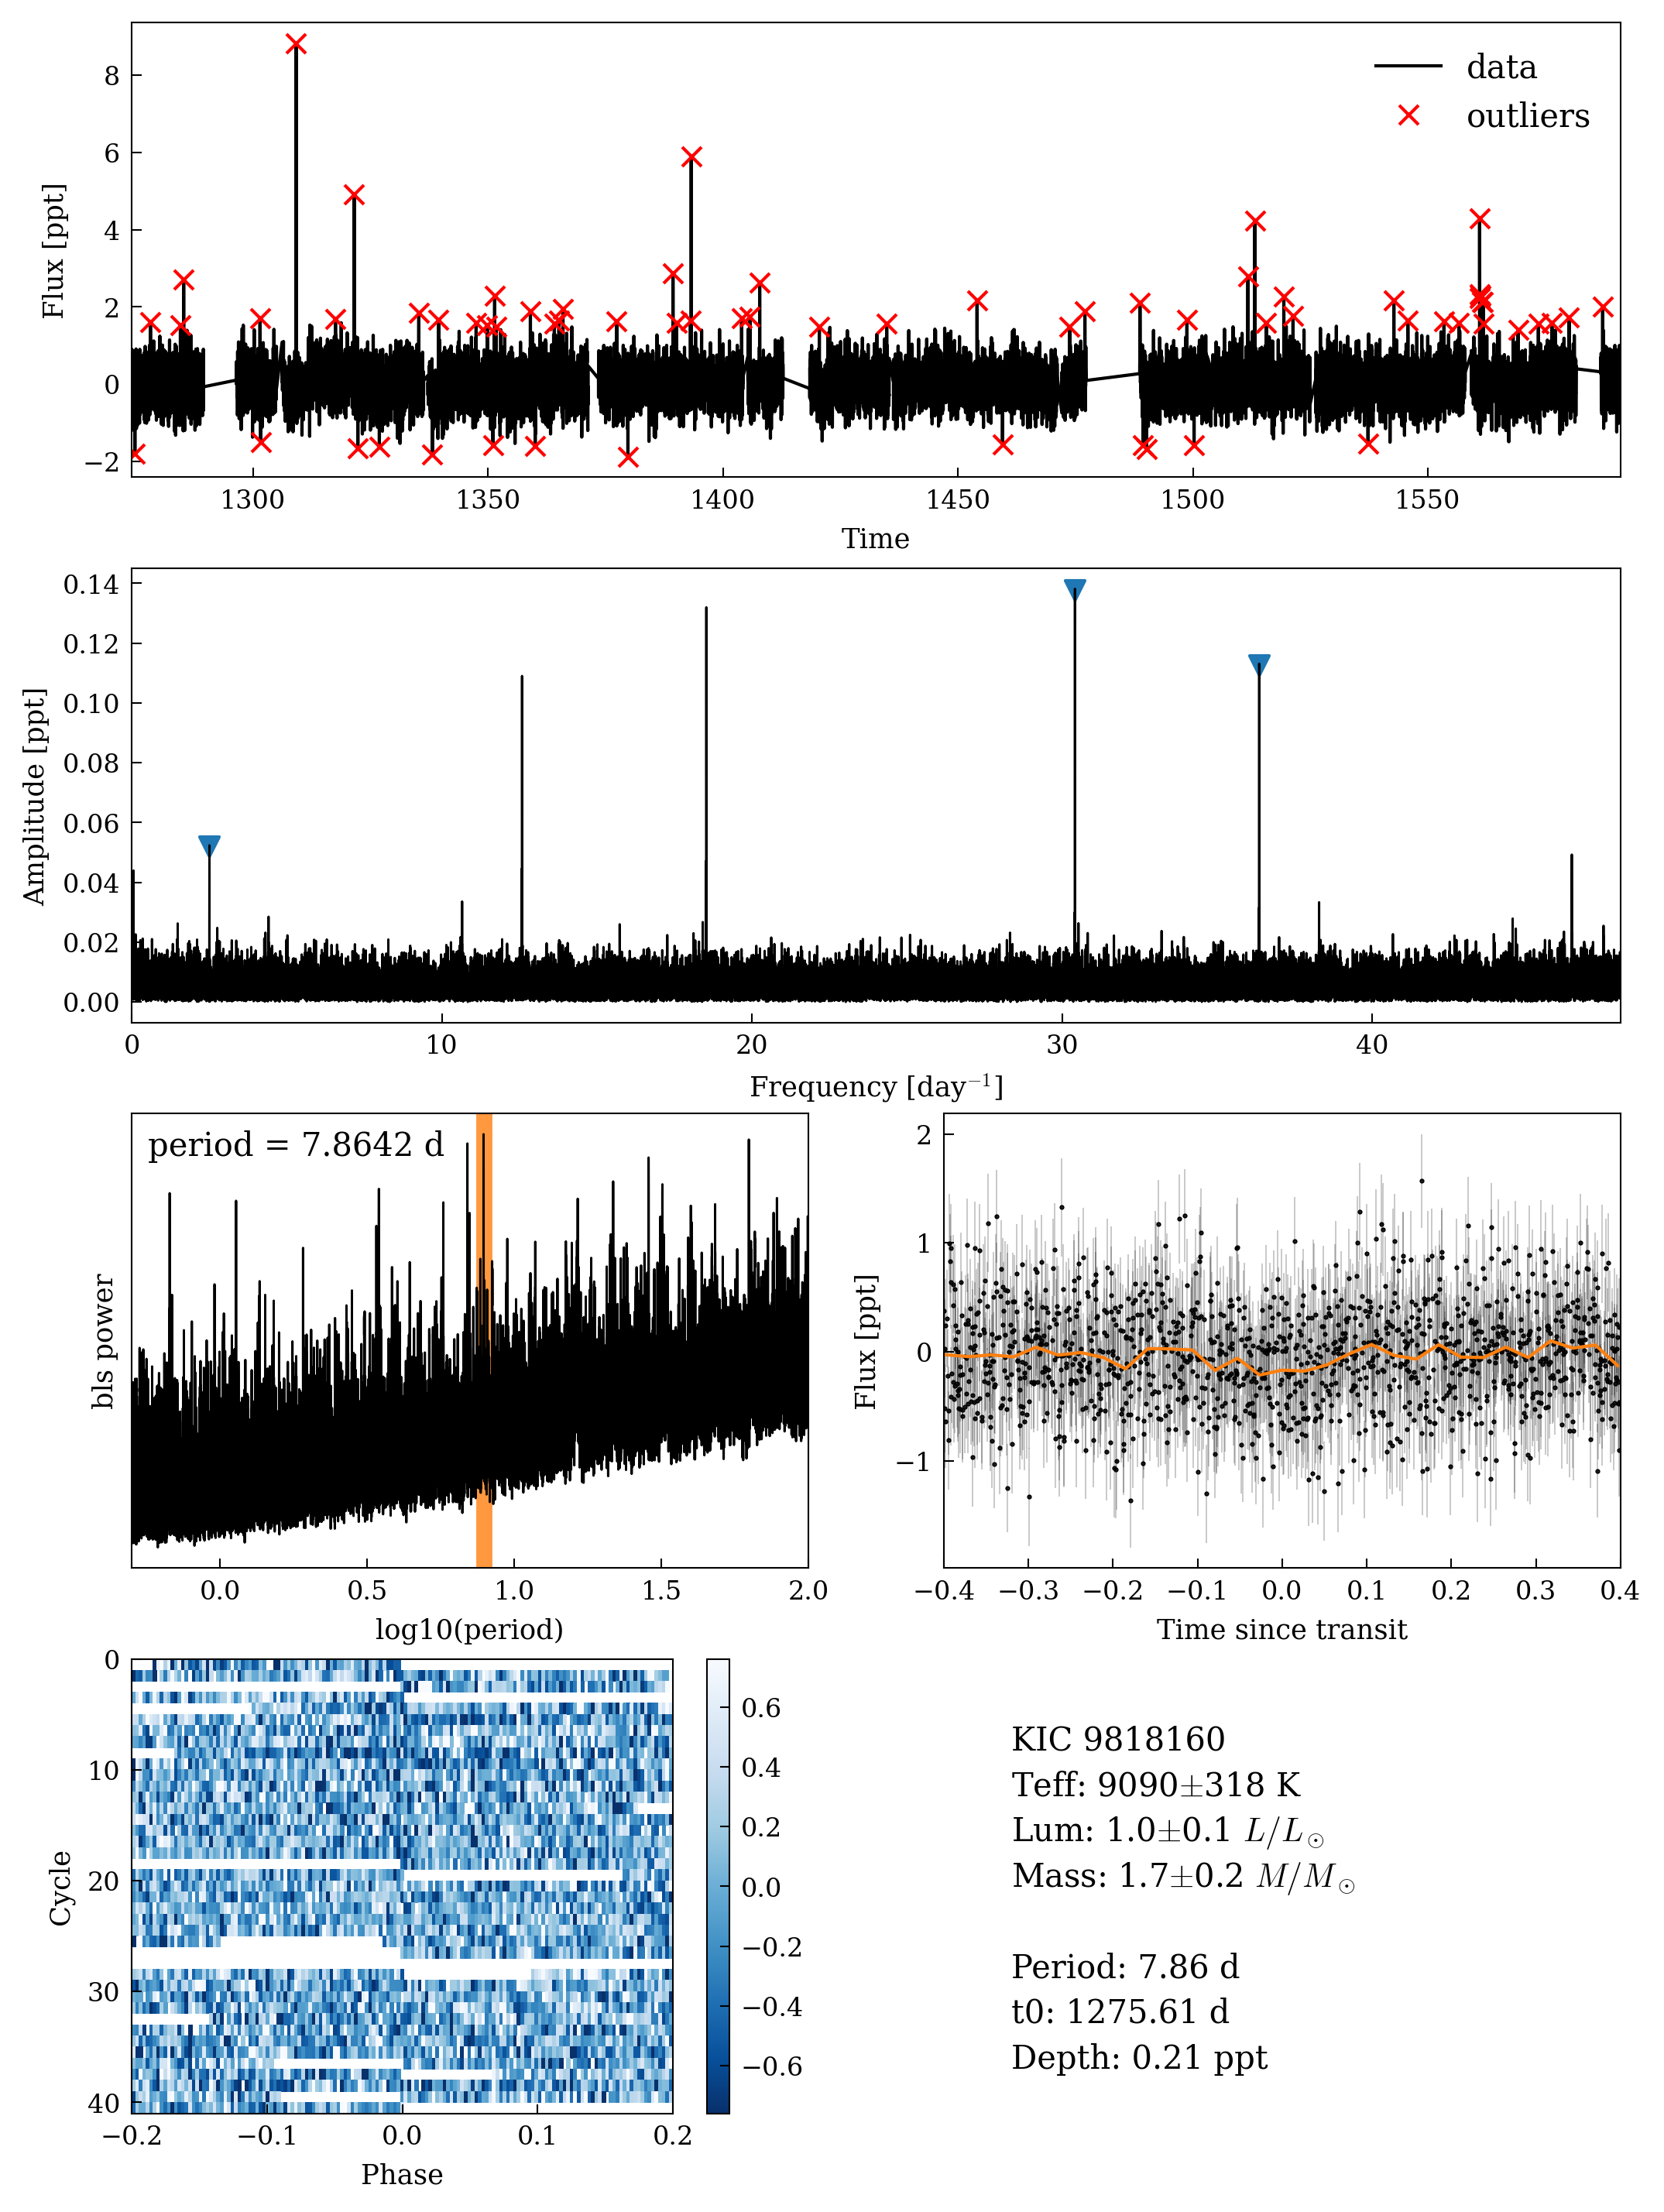 data
outliers
Flux [ppt]
8
6
4
2
0
−2
1300 1350 1400 1450 1500 1550
Time
Amplitude [ppt]
0.14
0.12
0.10
0.08
0.06
0.04
0.02
0.00
0 10 20 30 40
Frequency [day⁻¹]
period = 7.8642 d
bls power
0.0 0.5 1.0 1.5 2.0
log10(period)
Flux [ppt]
2
1
0
−1
−0.4 −0.3 −0.2 −0.1 0.0 0.1 0.2 0.3 0.4
Time since transit
Cycle
0
10
20
30
40
−0.2 −0.1 0.0 0.1 0.2
Phase
0.6
0.4
0.2
0.0
−0.2
−0.4
−0.6
KIC 9818160
Teff: 9090±318 K
Lum: 1.0±0.1 L/L☉
Mass: 1.7±0.2 M/M☉
Period: 7.86 d
t0: 1275.61 d
Depth: 0.21 ppt